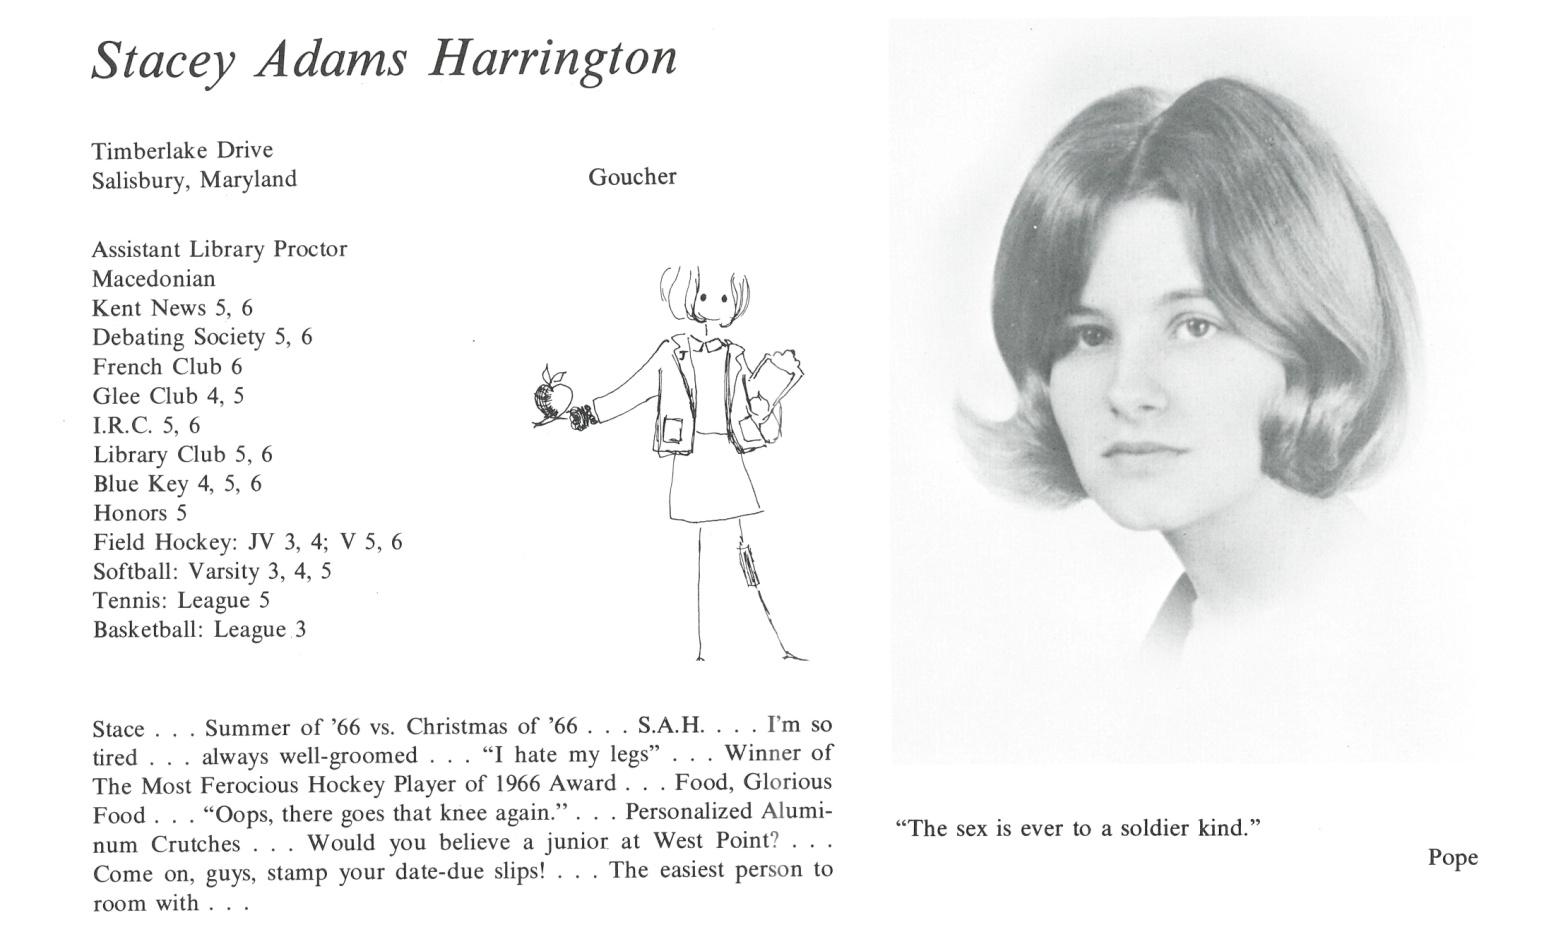 Stacey Adams Harrington
Timberlake Drive
Salisbury, Maryland
Goucher
Assistant Library Proctor
Macedonian
Kent News 5, 6
Debating Society 5, 6
French Club 6
Glee Club 4, 5
I.R.C. 5, 6
Library Club 5, 6
Blue Key 4, 5, 6
Honors 5
Field Hockey: JV 3, 4; V 5, 6
Softball: Varsity 3, 4, 5
Tennis: League 5
Basketball: League 3
Stace . . . Summer of ’66 vs. Christmas of ’66 . . . S.A.H. . . . I’m so
tired . . . always well-groomed . . . “I hate my legs” . . . Winner of
The Most Ferocious Hockey Player of 1966 Award . . . Food, Glorious
Food . . . “Oops, there goes that knee again.” . . . Personalized Alumi-
num Crutches . . . Would you believe a junior at West Point? . . .
Come on, guys, stamp your date-due slips! . . . The easiest person to
room with . . .
“The sex is ever to a soldier kind.”
Pope